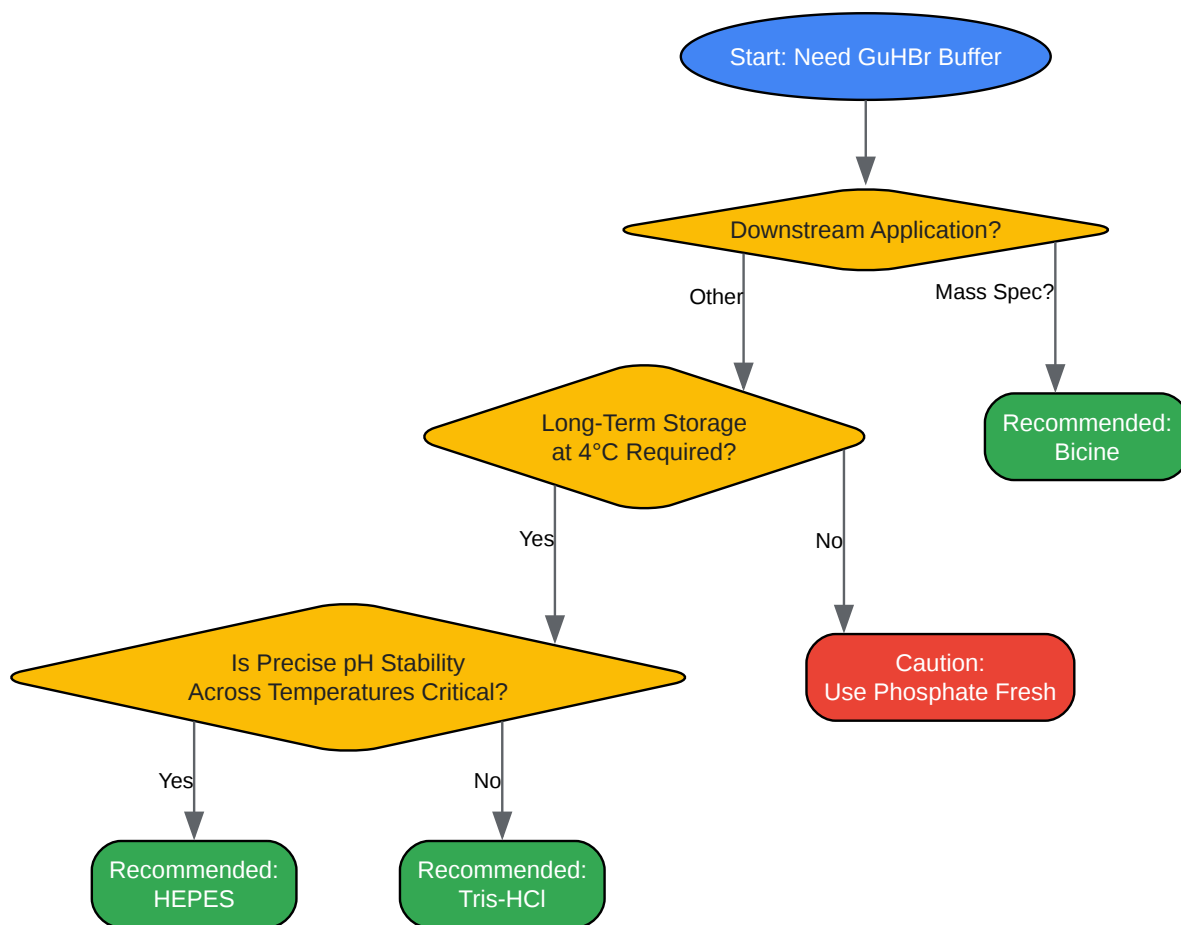 Start: Need GuHBr Buffer
Downstream Application?
Other
Mass Spec?
Long-Term Storage
at 4°C Required?
Recommended:
Bicine
Yes
No
Is Precise pH Stability
Across Temperatures Critical?
Caution:
Use Phosphate Fresh
Yes
No
Recommended:
HEPES
Recommended:
Tris-HCl